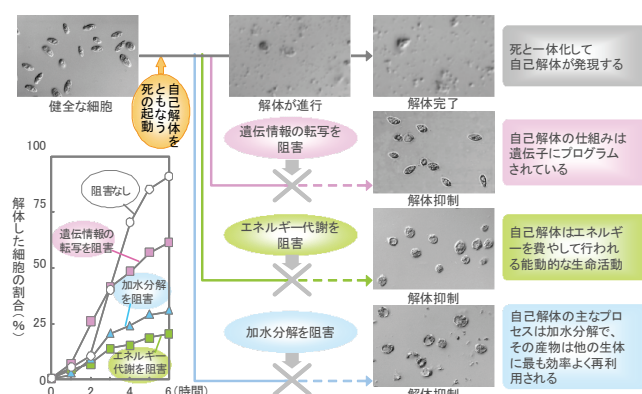 健全な細胞
自己解体を
ともなう
死の起動
解体が進行
解体完了
死と一体化して
自己解体が発現する
遺伝情報の転写を
阻害
解体抑制
自己解体の仕組みは
遺伝子にプログラム
されている
エネルギー代謝を
阻害
解体抑制
自己解体はエネルギ
ーを費やして行われ
る能動的な生命活動
加水分解を阻害
解体抑制
自己解体の主なプ
ロセスは加水分解で、
その産物は他の生体
に最も効率よく再利
用される
解体した細胞の割合(%)
100
75
50
25
0
0
2
4
6(時間)
阻害なし
遺伝情報の
転写を阻害
加水分解
を阻害
エネルギー
代謝を阻害